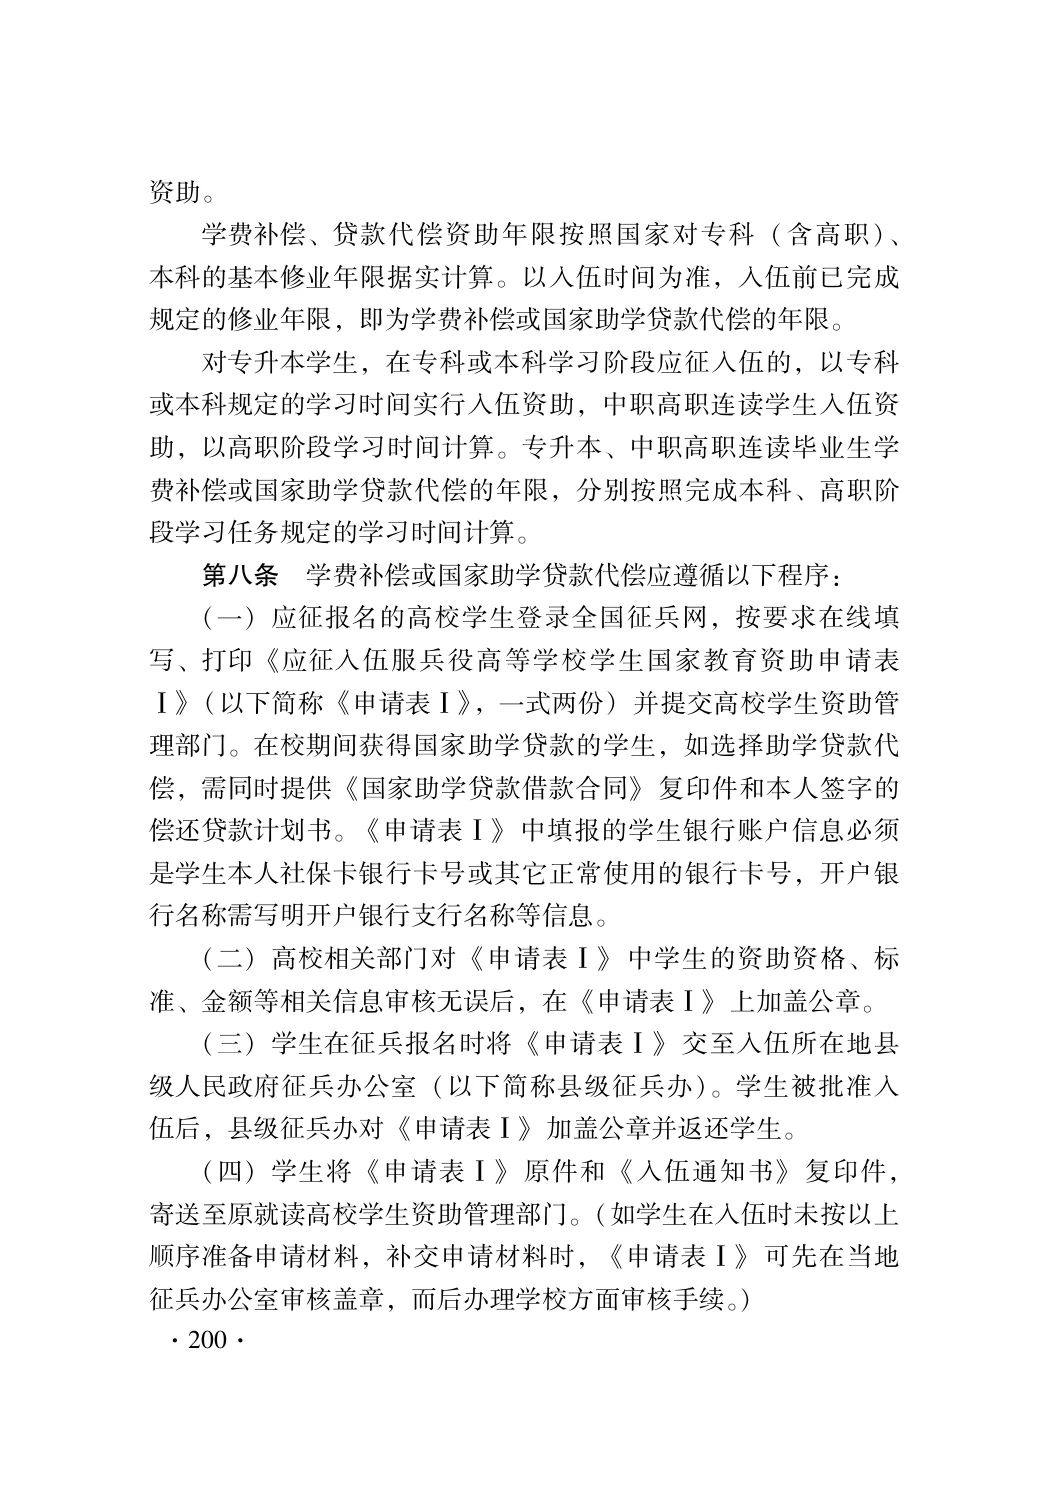 资助。
学费补偿、贷款代偿资助年限按照国家对专科（含高职）、
本科的基本修业年限据实计算。以入伍时间为准，入伍前已完成
规定的修业年限，即为学费补偿或国家助学贷款代偿的年限。
对专升本学生，在专科或本科学习阶段应征入伍的，以专科
或本科规定的学习时间实行入伍资助，中职高职连读学生入伍资
助，以高职阶段学习时间计算。专升本、中职高职连读毕业生学
费补偿或国家助学贷款代偿的年限，分别按照完成本科、高职阶
段学习任务规定的学习时间计算。
第八条　学费补偿或国家助学贷款代偿应遵循以下程序：
（一）应征报名的高校学生登录全国征兵网，按要求在线填
写、打印《应征入伍服兵役高等学校学生国家教育资助申请表
Ⅰ》（以下简称《申请表Ⅰ》，一式两份）并提交高校学生资助管
理部门。在校期间获得国家助学贷款的学生，如选择助学贷款代
偿，需同时提供《国家助学贷款借款合同》复印件和本人签字的
偿还贷款计划书。《申请表Ⅰ》中填报的学生银行账户信息必须
是学生本人社保卡银行卡号或其它正常使用的银行卡号，开户银
行名称需写明开户银行支行名称等信息。
（二）高校相关部门对《申请表Ⅰ》中学生的资助资格、标
准、金额等相关信息审核无误后，在《申请表Ⅰ》上加盖公章。
（三）学生在征兵报名时将《申请表Ⅰ》交至入伍所在地县
级人民政府征兵办公室（以下简称县级征兵办）。学生被批准入
伍后，县级征兵办对《申请表Ⅰ》加盖公章并返还学生。
（四）学生将《申请表Ⅰ》原件和《入伍通知书》复印件，
寄送至原就读高校学生资助管理部门。（如学生在入伍时未按以上
顺序准备申请材料，补交申请材料时，《申请表Ⅰ》可先在当地
征兵办公室审核盖章，而后办理学校方面审核手续。）
·200·